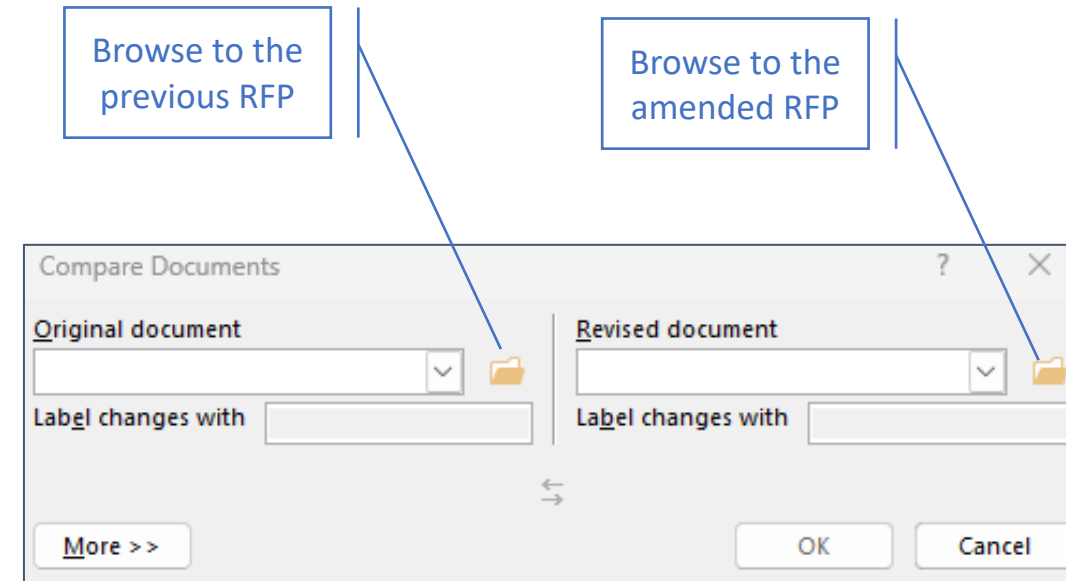 Browse to the
previous RFP
Browse to the
amended RFP
Compare Documents ?
Original document
Revised document
Label changes with
Label changes with
More >>
OK
Cancel